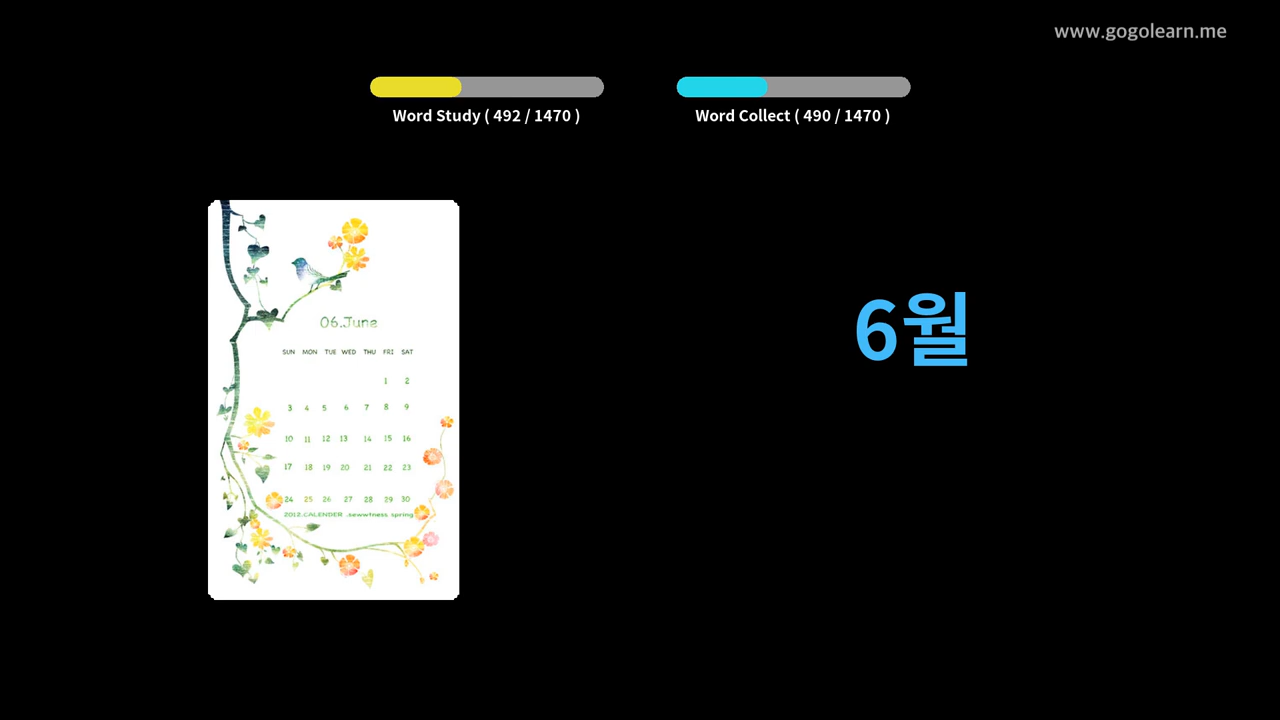 www.gogolearn.me
Word Study ( 492 / 1470 )
Word Collect ( 490 / 1470 )
06.June
SUN MON TUE WED THU FRI SAT
1 2
3 4 5 6 7 8 9
10 11 12 13 14 15 16
17 18 19 20 21 22 23
24 25 26 27 28 29 30
2012.CALENDER .sewwtness spring
6월